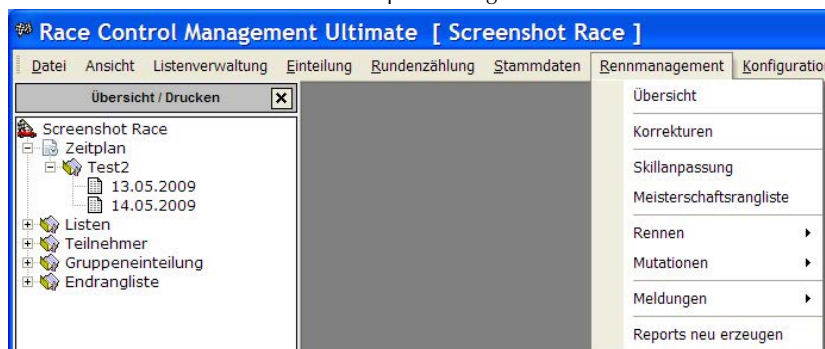 Race Control Management Ultimate [ Screenshot Race ]
Datei Ansicht Listenverwaltung Einteilung Rundenzählung Stammdaten Rennmanagement Konfiguratio
Übersicht / Drucken
Screenshot Race
Zeitplan
Test2
13.05.2009
14.05.2009
Listen
Teilnehmer
Gruppeneinteilung
Endrangliste
Übersicht
Korrekturen
Skillanpassung
Meisterschaftsrangliste
Rennen
Mutationen
Meldungen
Reports neu erzeugen